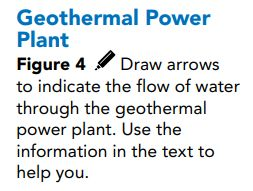 Geothermal Power
Plant
Figure 4 Draw arrows
to indicate the flow of water
through the geothermal
power plant. Use the
information in the text to
help you.